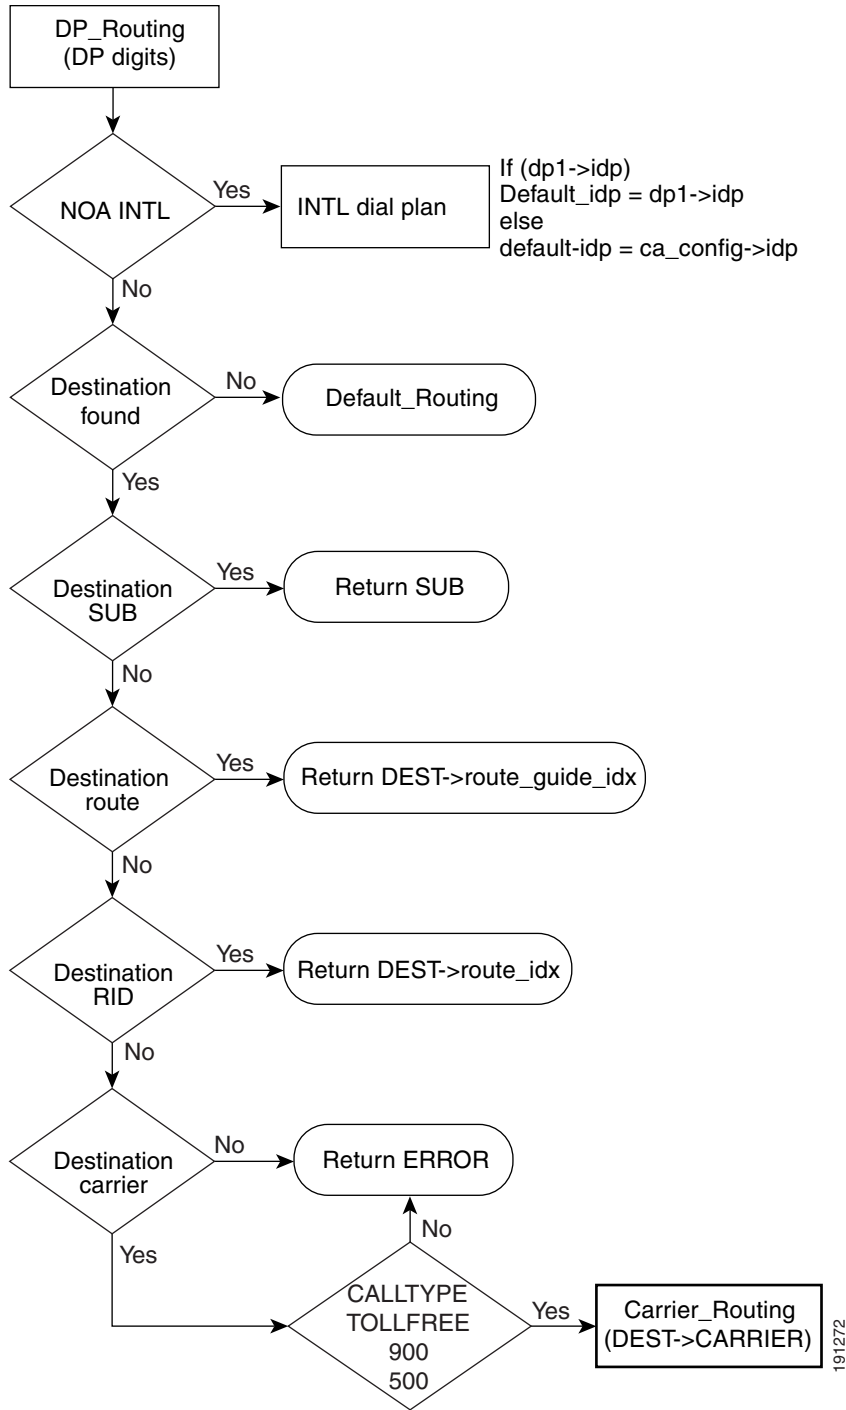 DP_Routing
(DP digits)
NOA INTL
Yes
INTL dial plan
If (dp1->idp)
Default_idp = dp1->idp
else
default-idp = ca_config->idp
No
Destination
found
No
Default_Routing
Yes
Destination
SUB
Yes
Return SUB
No
Destination
route
Yes
Return DEST->route_guide_idx
No
Destination
RID
Yes
Return DEST->route_idx
No
Destination
carrier
No
Return ERROR
Yes
No
CALLTYPE
TOLLFREE
900
500
Yes
Carrier_Routing
(DEST->CARRIER)
191272